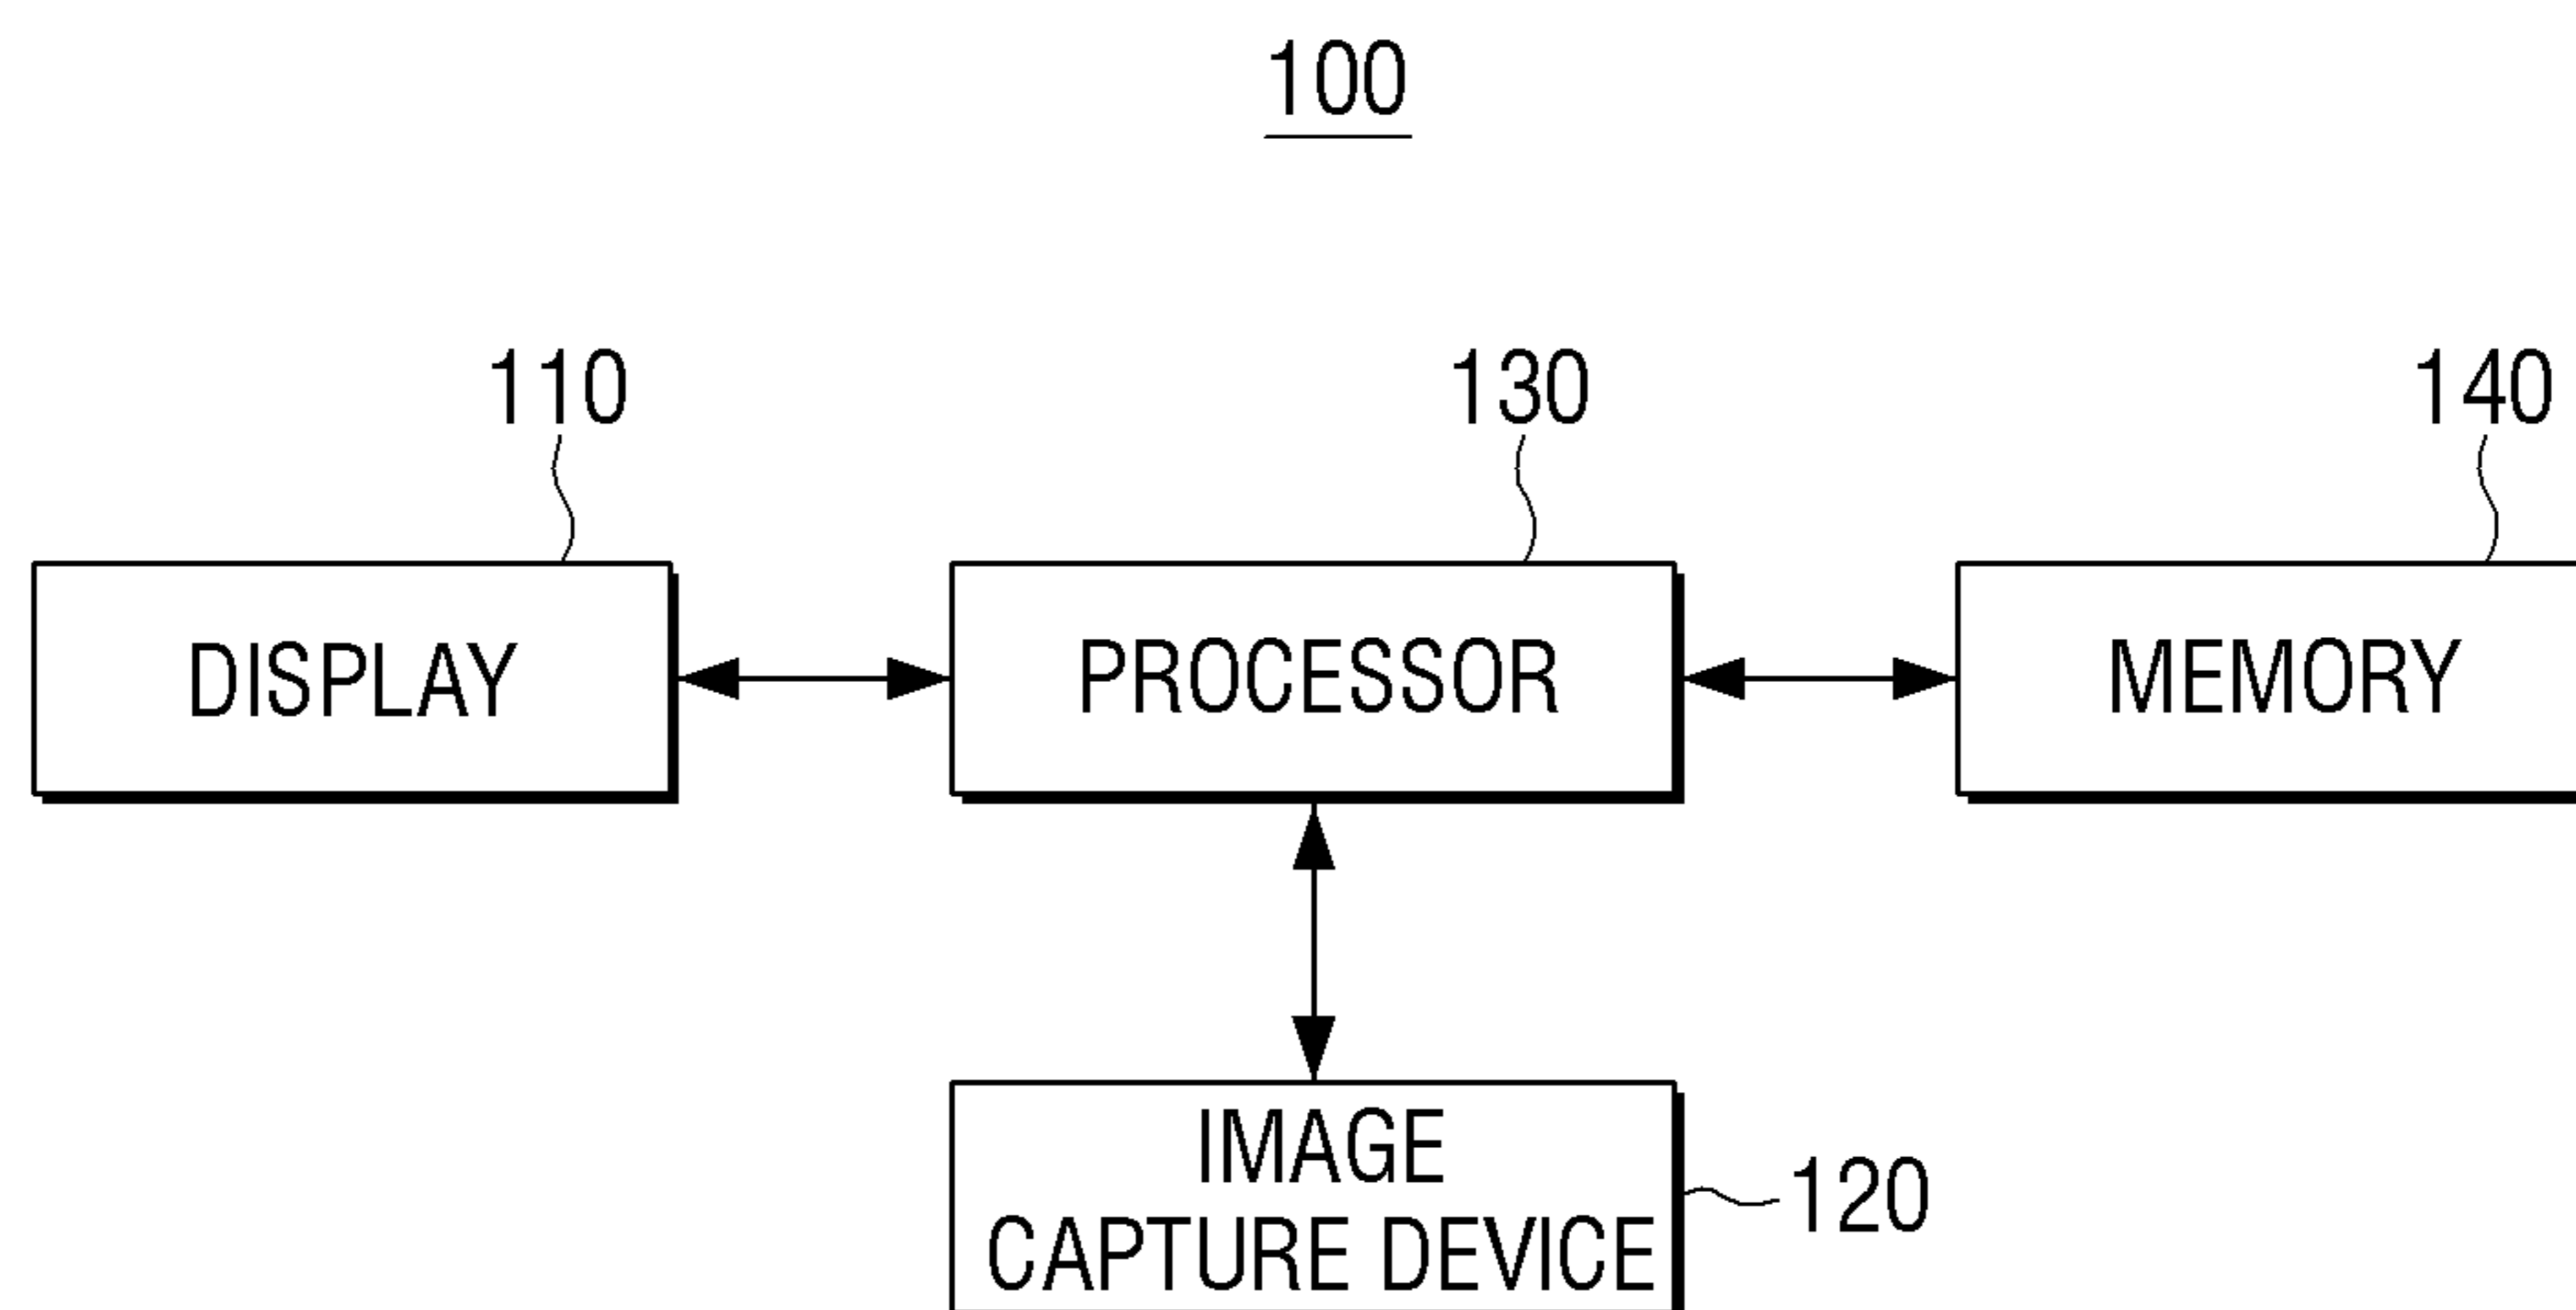 100
110
130
140
DISPLAY
PROCESSOR
MEMORY
IMAGE
CAPTURE DEVICE
120